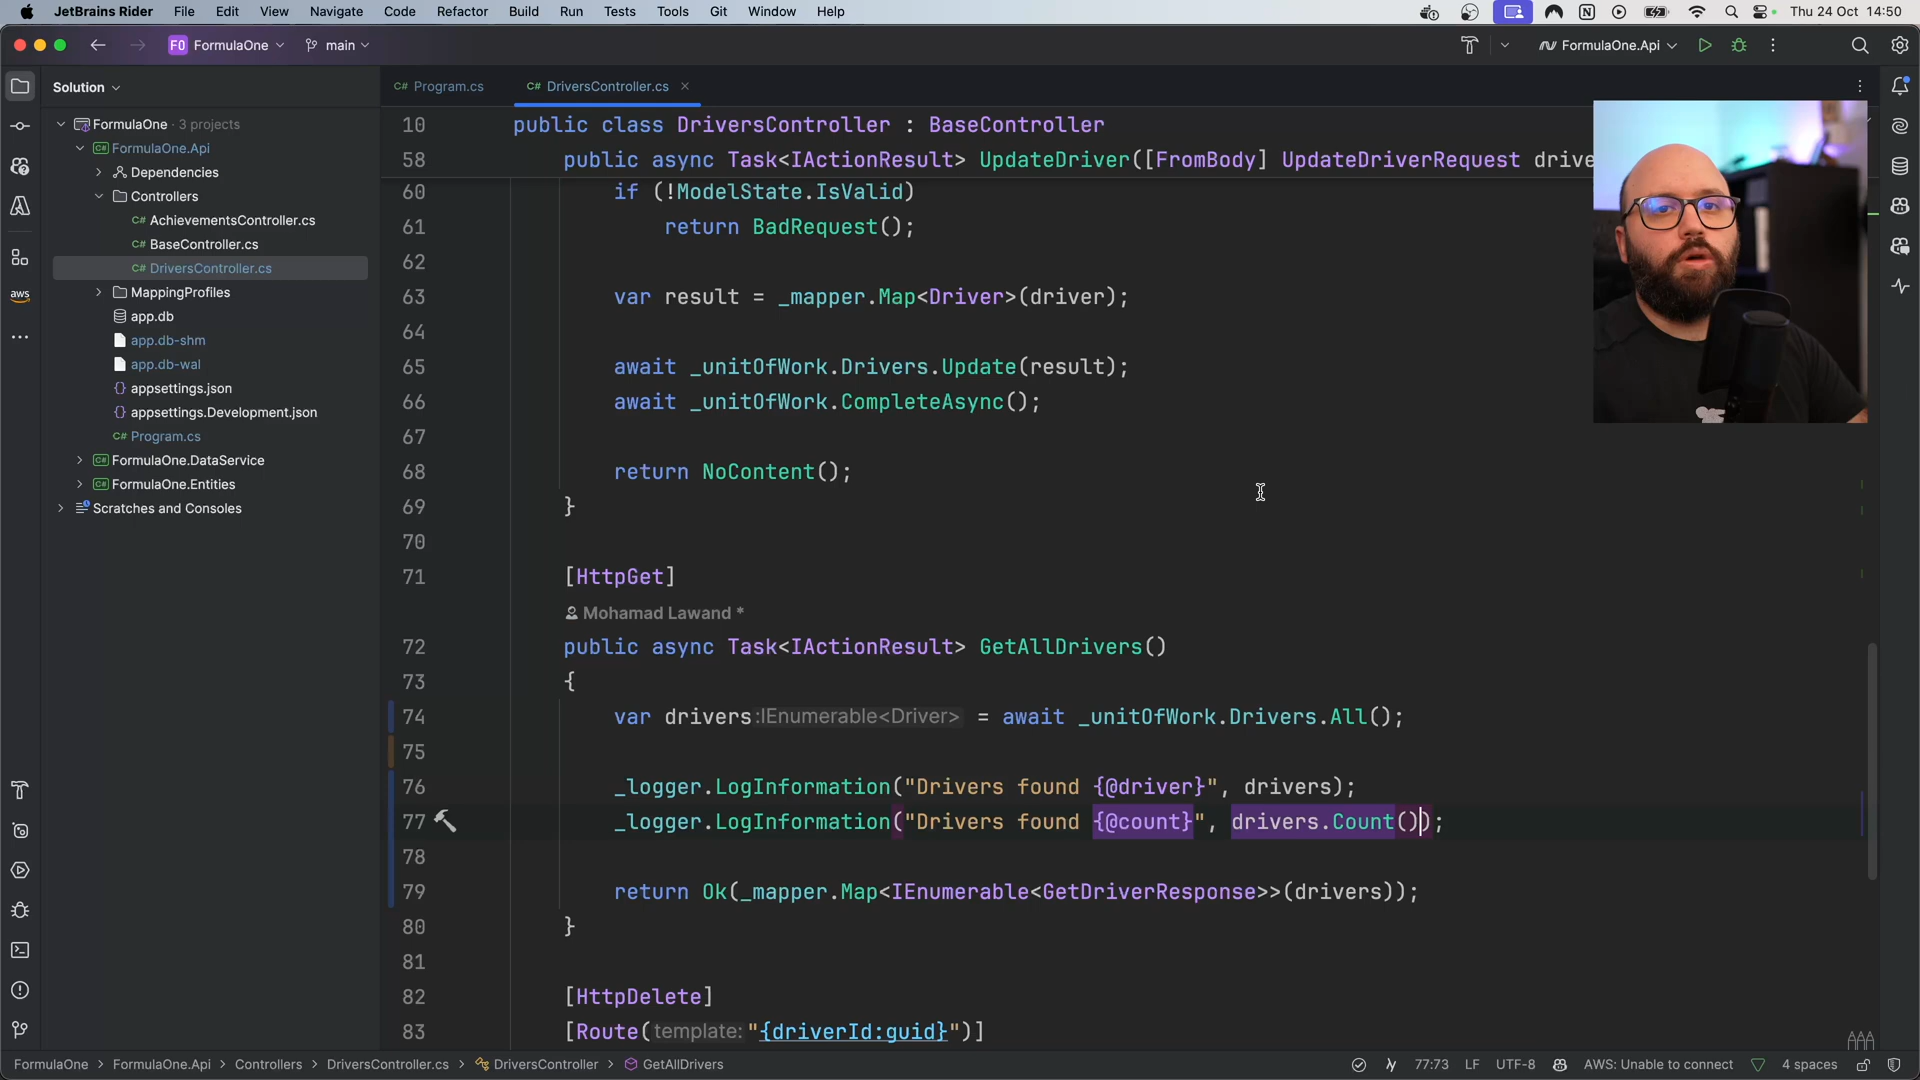 JetBrains Rider File Edit View Navigate Code Refactor Build Run Tests Tools Git Window Help Thu 24 Oct 14:50
F0 FormulaOne main FormulaOne.Api
Solution
FormulaOne · 3 projects
C# FormulaOne.Api
Dependencies
Controllers
C# AchievementsController.cs
C# BaseController.cs
C# DriversController.cs
MappingProfiles
app.db
app.db-shm
app.db-wal
{} appsettings.json
{} appsettings.Development.json
C# Program.cs
C# FormulaOne.DataService
C# FormulaOne.Entities
Scratches and Consoles
aws
C# Program.cs C# DriversController.cs
10 public class DriversController : BaseController
58 public async Task<IActionResult> UpdateDriver([FromBody] UpdateDriverRequest drive
60 if (!ModelState.IsValid)
61 return BadRequest();
62
63 var result = _mapper.Map<Driver>(driver);
64
65 await _unitOfWork.Drivers.Update(result);
66 await _unitOfWork.CompleteAsync();
67
68 return NoContent();
69 }
70
71 [HttpGet]
Mohamad Lawand *
72 public async Task<IActionResult> GetAllDrivers()
73 {
74 var drivers:IEnumerable<Driver> = await _unitOfWork.Drivers.All();
75
76 _logger.LogInformation("Drivers found {@driver}", drivers);
77 _logger.LogInformation("Drivers found {@count}", drivers.Count());
78
79 return Ok(_mapper.Map<IEnumerable<GetDriverResponse>>(drivers));
80 }
81
82 [HttpDelete]
83 [Route(template:"{driverId:guid}")]
FormulaOne > FormulaOne.Api > Controllers > DriversController.cs > DriversController > GetAllDrivers 77:73 LF UTF-8 AWS: Unable to connect 4 spaces